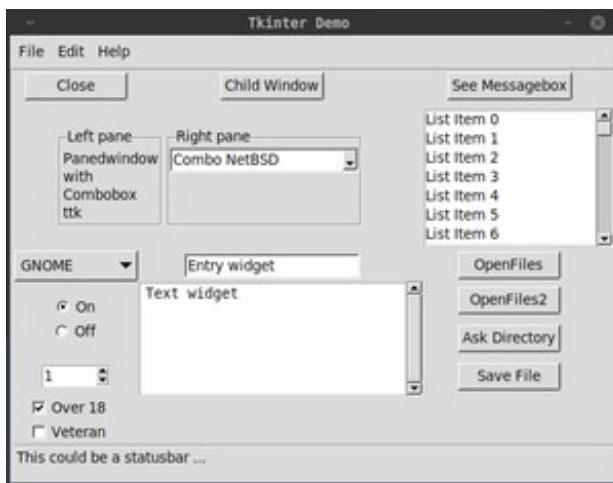 Tkinter Demo
File Edit Help
Close
Child Window
See Messagebox
Left pane
Panedwindow
with
Combobox
ttk
Right pane
Combo NetBSD
List Item 0
List Item 1
List Item 2
List Item 3
List Item 4
List Item 5
List Item 6
GNOME
Entry widget
OpenFiles
On
Off
Text widget
OpenFiles2
Ask Directory
1
Save File
Over 18
Veteran
This could be a statusbar ...